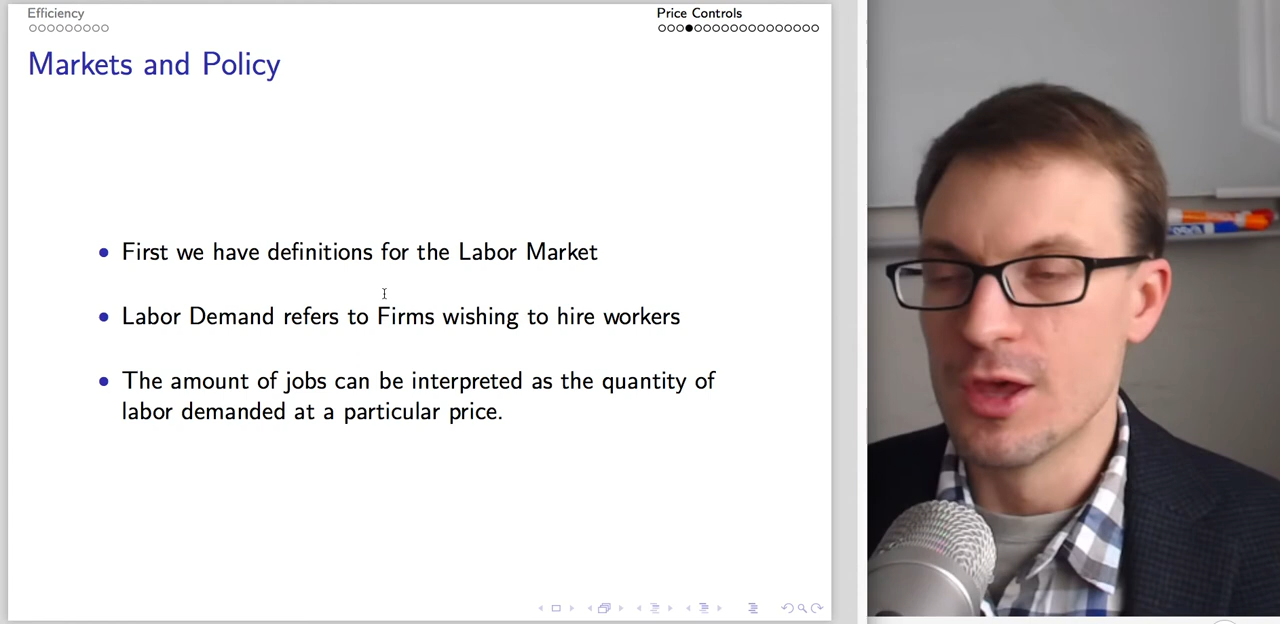 Efficiency
Price Controls
Markets and Policy
First we have definitions for the Labor Market
Labor Demand refers to Firms wishing to hire workers
The amount of jobs can be interpreted as the quantity of
labor demanded at a particular price.